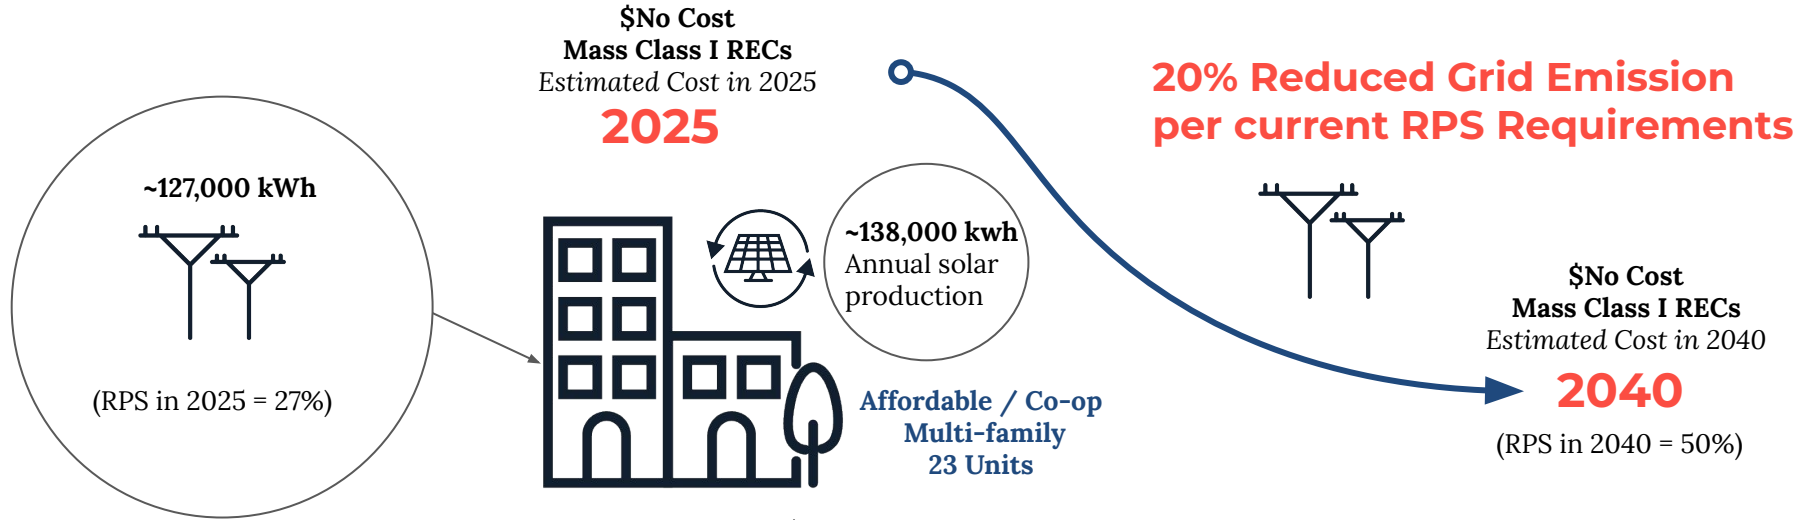 $No Cost
Mass Class I RECs
Estimated Cost in 2025
2025
20% Reduced Grid Emission
per current RPS Requirements
~127,000 kWh
(RPS in 2025 = 27%)
~138,000 kwh
Annual solar
production
Affordable / Co-op
Multi-family
23 Units
$No Cost
Mass Class I RECs
Estimated Cost in 2040
2040
(RPS in 2040 = 50%)